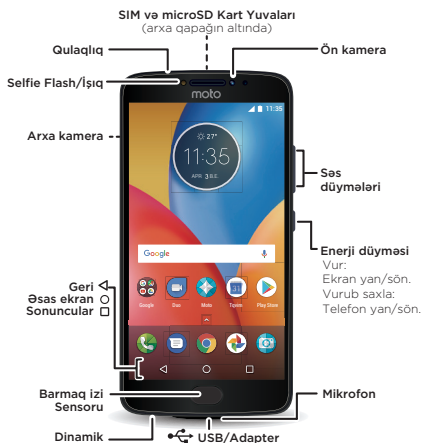 SIM və microSD Kart Yuvaları
(arxa qapağın altında)
Qulaqlıq
Ön kamera
Selfie Flash/İşıq
moto
11:35
Arxa kamera
27°
11:35
APR 3 B.E.
Səs
düymələri
Google
Enerji düyməsi
Vur:
Ekran yan/sön.
Vurub saxla:
Telefon yan/sön.
Google
Duo
Moto
Play Store
Geri
Əsas ekran
Sonuncular
Barmaq izi
Sensoru
Mikrofon
Dinamik
USB/Adapter